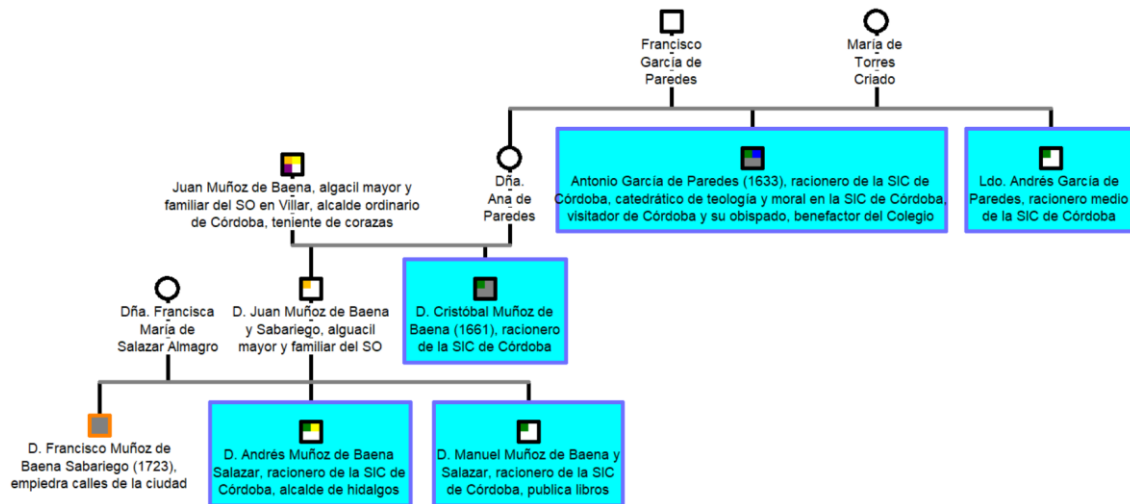 Francisco
García de
Paredes
María de
Torres
Criado
Juan Muñoz de Baena, algacil mayor y
familiar del SO en Villar, alcalde ordinario
de Córdoba, teniente de corazas
Dña.
Ana de
Paredes
Antonio García de Paredes (1633), racionero de la SIC de
Córdoba, catedrático de teología y moral en la SIC de Córdoba,
visitador de Córdoba y su obispado, benefactor del Colegio
Ldo. Andrés García de
Paredes, racionero medio
de la SIC de Córdoba
Dña. Francisca
María de
Salazar Almagro
D. Juan Muñoz de Baena
y Sabariego, alguacil
mayor y familiar del SO
D. Cristóbal Muñoz de
Baena (1661), racionero
de la SIC de Córdoba
D. Francisco Muñoz de
Baena Sabariego (1723),
empiedra calles de la ciudad
D. Andrés Muñoz de Baena
Salazar, racionero de la SIC de
Córdoba, alcalde de hidalgos
D. Manuel Muñoz de Baena y
Salazar, racionero de la SIC
de Córdoba, publica libros